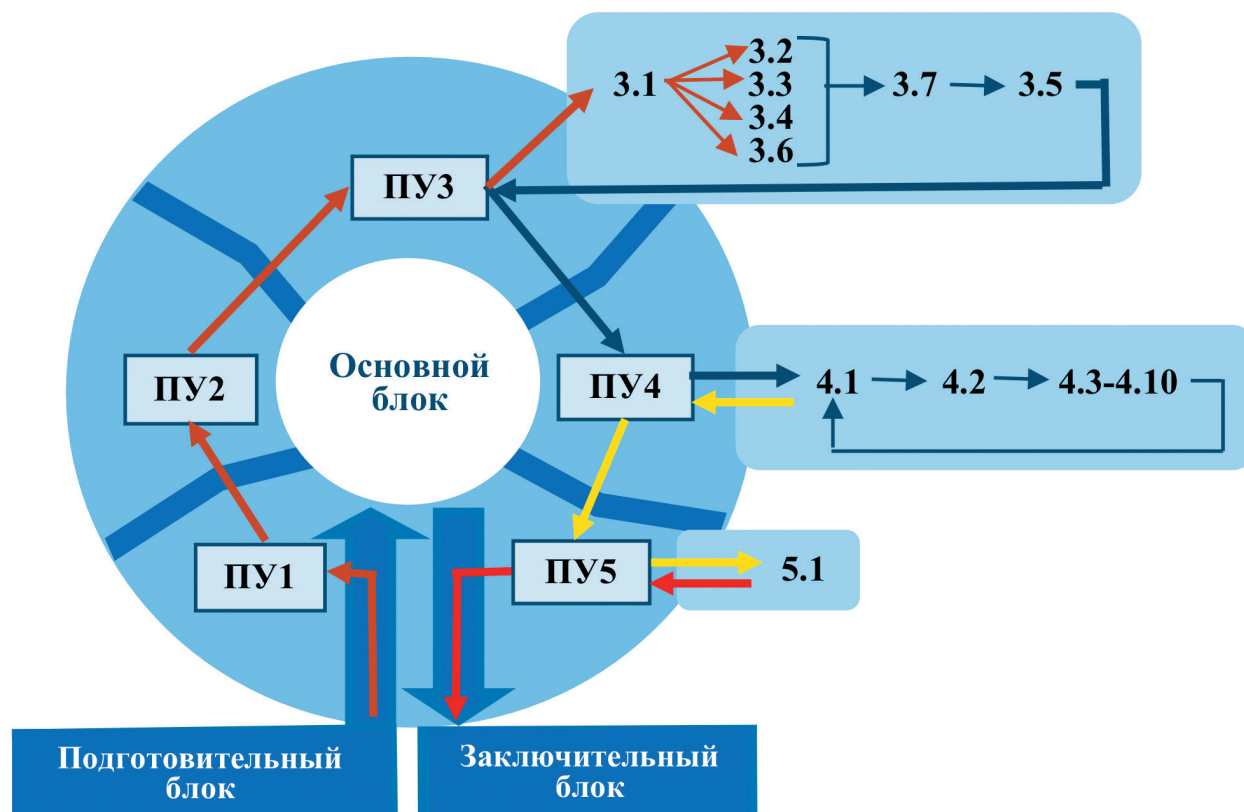 3.2
3.1
3.3
3.7
3.5
3.4
3.6
ПУ3
Основной
блок
ПУ2
ПУ4
4.1
4.2
4.3-4.10
ПУ1
ПУ5
5.1
Подготовительный
блок
Заключительный
блок